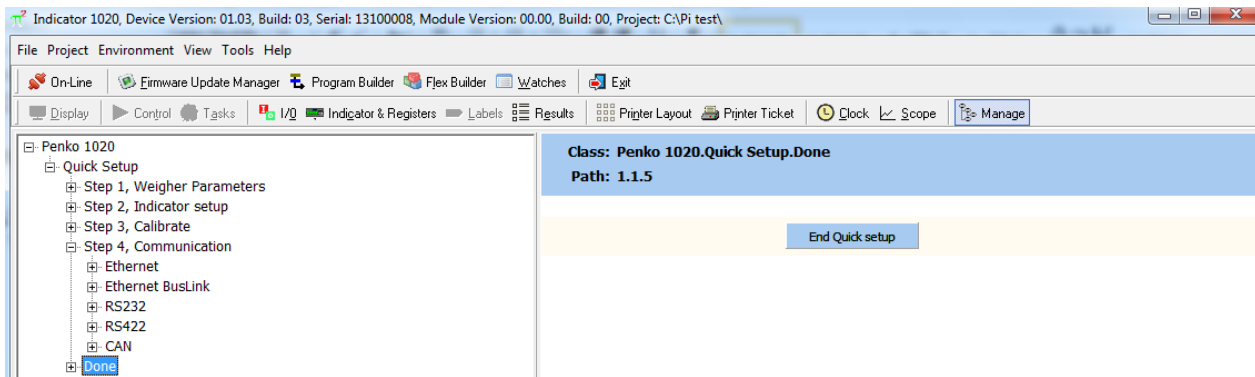 Indicator 1020, Device Version: 01.03, Build: 03, Serial: 13100008, Module Version: 00.00, Build: 00, Project: C:\Pi test\
File Project Environment View Tools Help
On-Line Firmware Update Manager Program Builder Flex Builder Watches Exit
Display Control Tasks I/O Indicator & Registers Labels Results Printer Layout Printer Ticket Clock Scope Manage
Penko 1020
Quick Setup
Step 1, Weigher Parameters
Step 2, Indicator setup
Step 3, Calibrate
Step 4, Communication
Ethernet
Ethernet BusLink
RS232
RS422
CAN
Done
Class: Penko 1020.Quick Setup.Done
Path: 1.1.5
End Quick setup